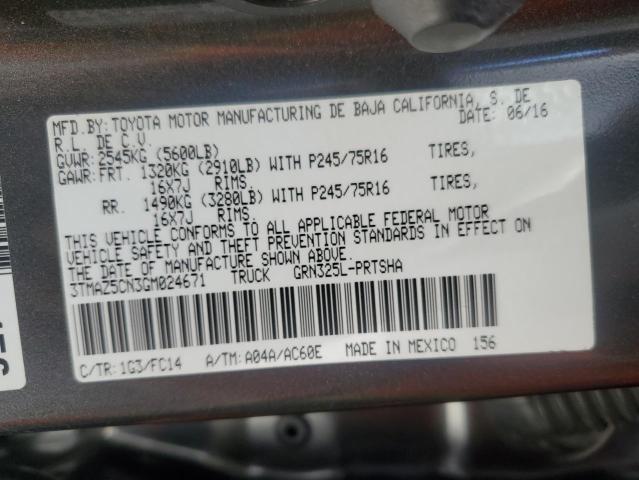 MFD.BY:TOYOTA MOTOR MANUFACTURING DE BAJA CALIFORNIA, S. DE
R.L. DE C.V. DATE: 06/16
GVWR:2545KG (5600LB)
GAWR:FRT. 1320KG (2910LB) WITH P245/75R16 TIRES,
16X7J RIMS.
RR. 1490KG (3280LB) WITH P245/75R16 TIRES,
16X7J RIMS.
THIS VEHICLE CONFORMS TO ALL APPLICABLE FEDERAL MOTOR
VEHICLE SAFETY AND THEFT PREVENTION STANDARDS IN EFFECT ON
THE DATE OF MANUFACTURE SHOWN ABOVE.
3TMAZ5CN3GM024671 TRUCK GRN325L-PRTSHA
C/TR:1G3/FC14 A/TM:A04A/AC60E MADE IN MEXICO 156